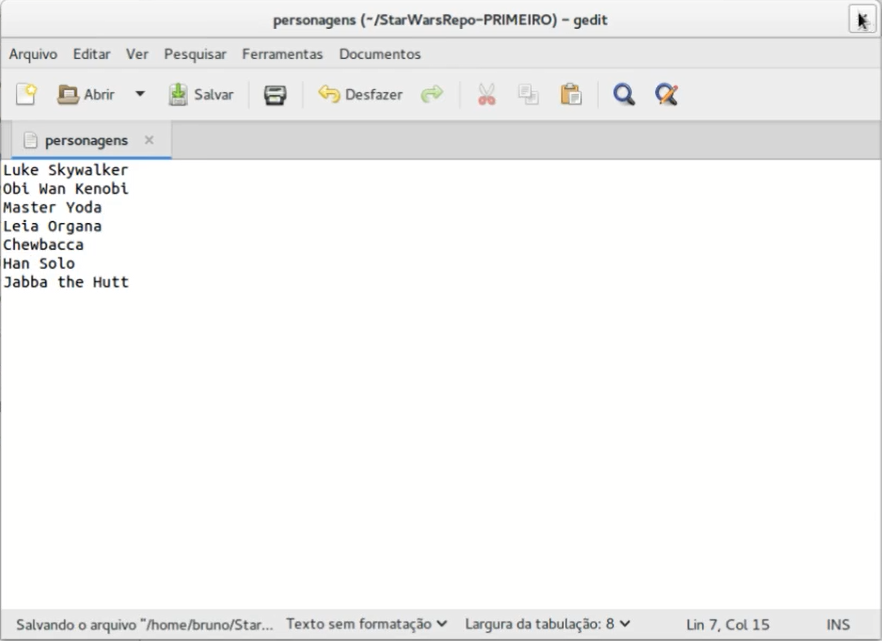 personagens (~/StarWarsRepo-PRIMEIRO) – gedit
Arquivo Editar Ver Pesquisar Ferramentas Documentos
Abrir Salvar Desfazer
personagens
Luke Skywalker
Obi Wan Kenobi
Master Yoda
Leia Organa
Chewbacca
Han Solo
Jabba the Hutt
Salvando o arquivo "/home/bruno/Star... Texto sem formatação Largura da tabulação: 8 Lin 7, Col 15 INS